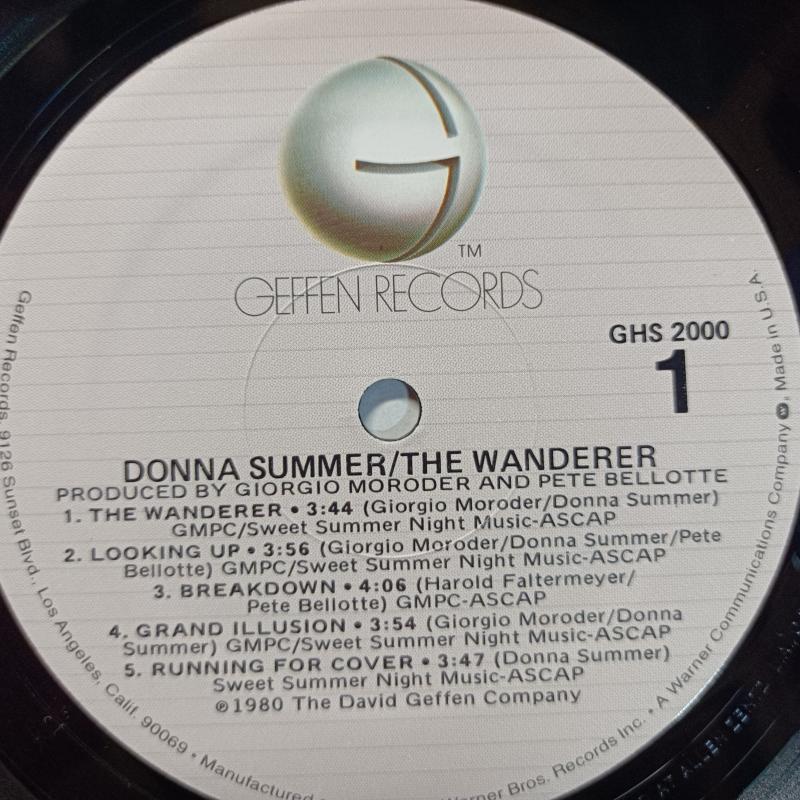 TM
GEFFEN RECORDS
GHS 2000
1
DONNA SUMMER/THE WANDERER
PRODUCED BY GIORGIO MORODER AND PETE BELLOTTE
1. THE WANDERER • 3:44 (Giorgio Moroder/Donna Summer)
GMPC/Sweet Summer Night Music-ASCAP
2. LOOKING UP • 3:56 (Giorgio Moroder/Donna Summer/Pete
Bellotte) GMPC/Sweet Summer Night Music-ASCAP
3. BREAKDOWN • 4:06 (Harold Faltermeyer/
Pete Bellotte) GMPC-ASCAP
4. GRAND ILLUSION • 3:54 (Giorgio Moroder/Donna
Summer) GMPC/Sweet Summer Night Music-ASCAP
5. RUNNING FOR COVER • 3:47 (Donna Summer)
Sweet Summer Night Music-ASCAP
℗1980 The David Geffen Company
Geffen Records, 9126 Sunset Blvd., Los Angeles, Calif. 90069 • Manufactured
Warner Bros. Records Inc. • A Warner Communications Company W, Made in U.S.A.
AT ALLEN ZENTZ